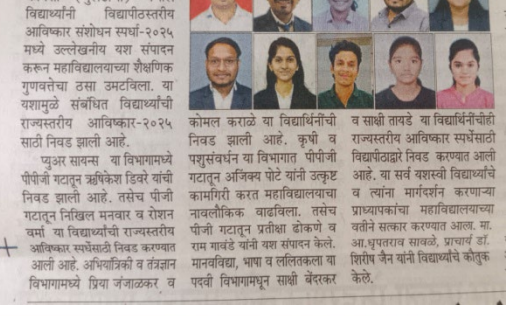 विद्यार्थ्यांनी विद्यापीठस्तरीय
आविष्कार संशोधन स्पर्धा-२०२५
मध्ये उल्लेखनीय यश संपादन
करून महाविद्यालयाच्या शैक्षणिक
गुणवत्तेचा ठसा उमटविला. या
यशामुळे संबंधित विद्यार्थ्यांची
राज्यस्तरीय आविष्कार-२०२५
साठी निवड झाली आहे.
प्युअर सायन्स या विभागामध्ये
पीपीजी गटातून ऋषिकेश डिवरे यांची
निवड झाली आहे. तसेच पीजी
गटातून निखिल मनवार व रोशन
वर्मा या विद्यार्थ्यांची राज्यस्तरीय
आविष्कार स्पर्धेसाठी निवड करण्यात
आली आहे. अभियांत्रिकी व तंत्रज्ञान
विभागामध्ये प्रिया जंजाळकर व
कोमल कराळे या विद्यार्थिनींची
निवड झाली आहे. कृषी व
पशुसंवर्धन या विभागात पीपीजी
गटातून अजिंक्य पोटे यांनी उत्कृष्ट
कामगिरी करत महाविद्यालयाचा
नावलौकिक वाढविला. तसेच
पीजी गटातून प्रतीक्षा ढोकणे व
राम गावंडे यांनी यश संपादन केले.
मानवविद्या, भाषा व ललितकला या
पदवी विभागामधून साक्षी बेंदरकर
व साक्षी तायडे या विद्यार्थिनींचीही
राज्यस्तरीय आविष्कार स्पर्धेसाठी
विद्यापीठाद्वारे निवड करण्यात आली
आहे. या सर्व यशस्वी विद्यार्थ्यांचे
व त्यांना मार्गदर्शन करणाऱ्या
प्राध्यापकांचा महाविद्यालयाच्या
वतीने सत्कार करण्यात आला. मा.
आ.धृपतराव सावळे, प्राचार्य डॉ.
शिरीष जैन यांनी विद्यार्थ्यांचे कौतुक
केले.